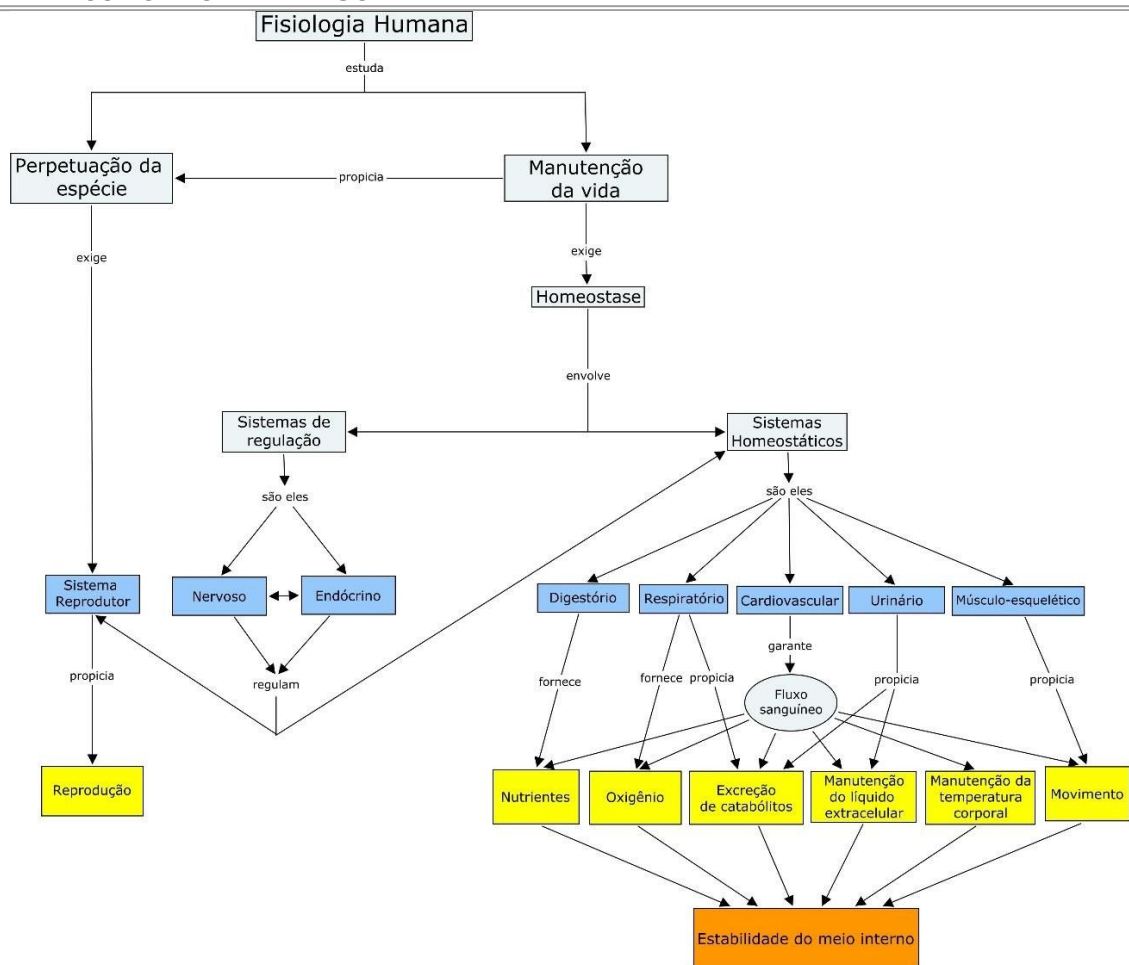 Fisiologia Humana
estuda
Perpetuação da
espécie
propicia
Manutenção
da vida
exige
exige
Homeostase
envolve
Sistemas de
regulação
Sistemas
Homeostáticos
são eles
são eles
Sistema
Reprodutor
Nervoso
Endócrino
Digestório
Respiratório
Cardiovascular
Urinário
Músculo-esquelético
propicia
regulam
fornece
fornece
propicia
garante
propicia
propicia
Fluxo
sanguíneo
Reprodução
Nutrientes
Oxigênio
Excreção
de catabólitos
Manutenção
do líquido
extracelular
Manutenção da
temperatura
corporal
Movimento
Estabilidade do meio interno